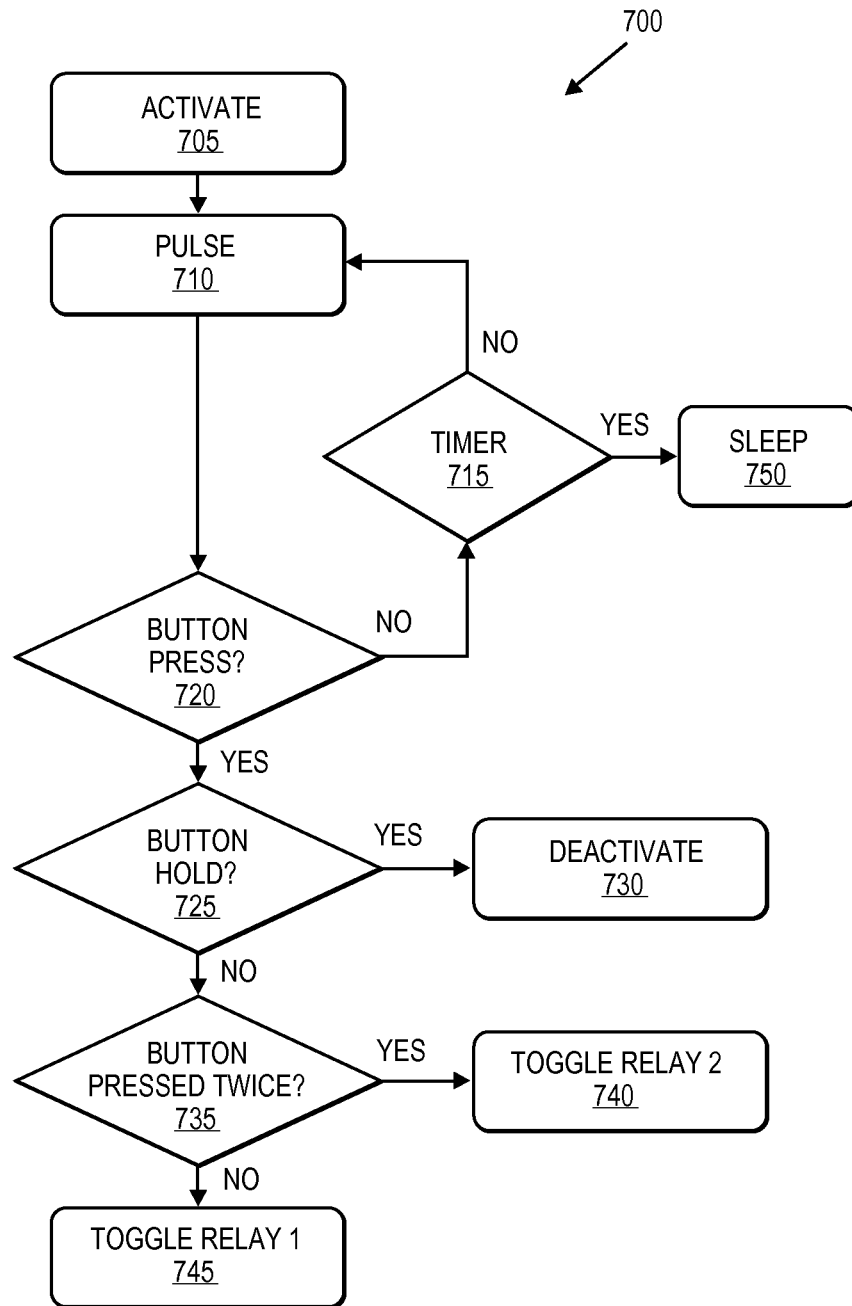 700
ACTIVATE
705
PULSE
710
NO
TIMER
715
YES
SLEEP
750
BUTTON
PRESS?
720
NO
YES
BUTTON
HOLD?
725
YES
DEACTIVATE
730
NO
BUTTON
PRESSED TWICE?
735
YES
TOGGLE RELAY 2
740
NO
TOGGLE RELAY 1
745